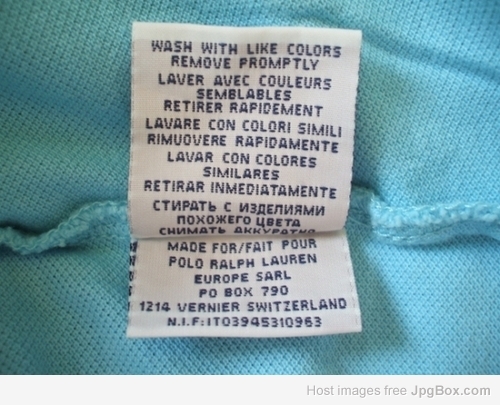 WASH WITH LIKE COLORS
REMOVE PROMPTLY
LAVER AVEC COULEURS
SEMBLABLES
RETIRER RAPIDEMENT
LAVARE CON COLORI SIMILI
RIMUOVERE RAPIDAMENTE
LAVAR CON COLORES
SIMILARES
RETIRAR INMEDIATAMENTE
СТИРАТЬ С ИЗДЕЛИЯМИ
ПОХОЖЕГО ЦВЕТА
СНИМАТЬ АККУРАТНО
MADE FOR/FAIT POUR
POLO RALPH LAUREN
EUROPE SARL
PO BOX 790
1214 VERNIER SWITZERLAND
N.I.F:IT03945310963
Host images free JpgBox.com